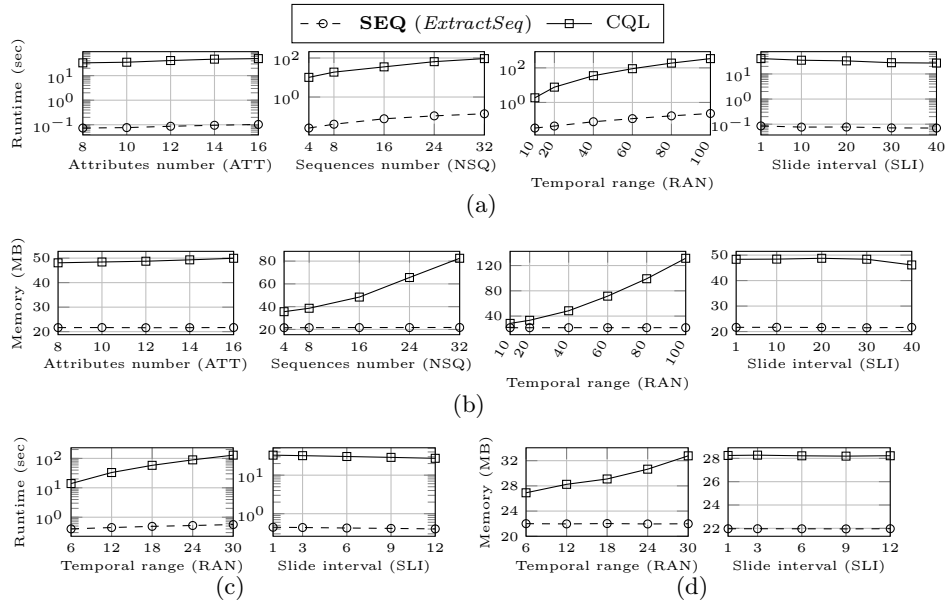 SEQ (ExtractSeq) CQL
Runtime (sec)
10^1
10^0
10^−1
8 10 12 14 16
Attributes number (ATT)
10^2
10^0
4 8 16 24 32
Sequences number (NSQ)
10^2
10^0
10 20 40 60 80 100
Temporal range (RAN)
10^1
10^0
10^−1
1 10 20 30 40
Slide interval (SLI)
(a)
Memory (MB)
50
40
30
20
8 10 12 14 16
Attributes number (ATT)
80
60
40
20
4 8 16 24 32
Sequences number (NSQ)
120
80
40
10 20 40 60 80 100
Temporal range (RAN)
50
40
30
20
1 10 20 30 40
Slide interval (SLI)
(b)
Runtime (sec)
10^2
10^1
10^0
6 12 18 24 30
Temporal range (RAN)
10^1
10^0
1 3 6 9 12
Slide interval (SLI)
(c)
Memory (MB)
32
28
24
20
6 12 18 24 30
Temporal range (RAN)
28
26
24
22
1 3 6 9 12
Slide interval (SLI)
(d)